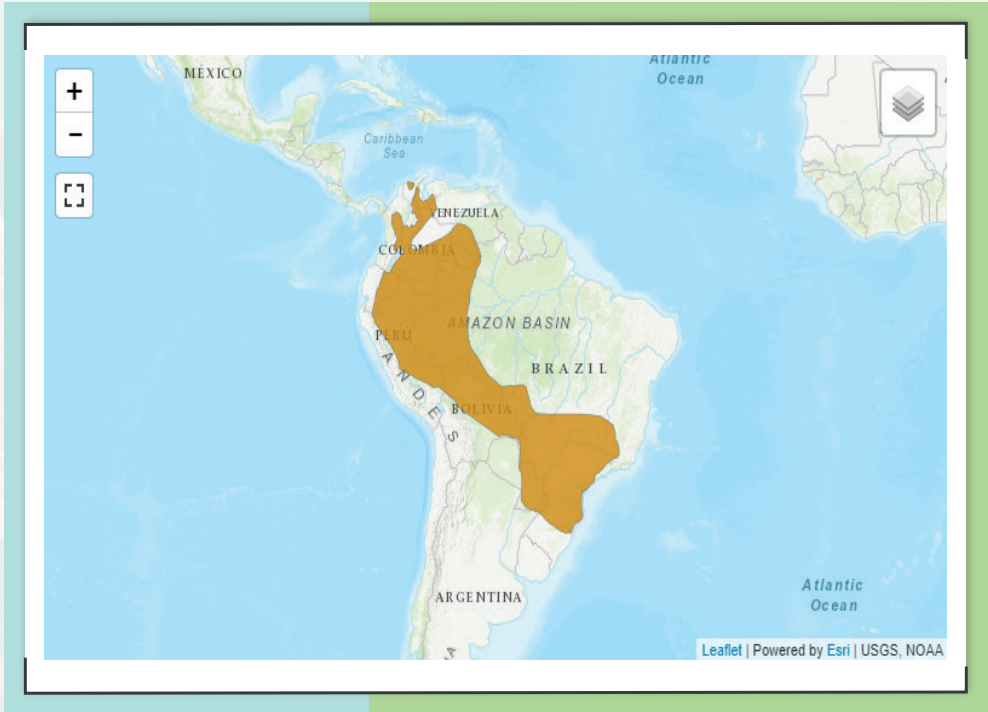 MÉXICO
Atlantic
Ocean
+
-
Caribbean
Sea
VENEZUELA
COLOMBIA
AMAZON BASIN
PERU
BRAZIL
ANDES
BOLIVIA
Atlantic
Ocean
ARGENTINA
Leaflet | Powered by Esri | USGS, NOAA